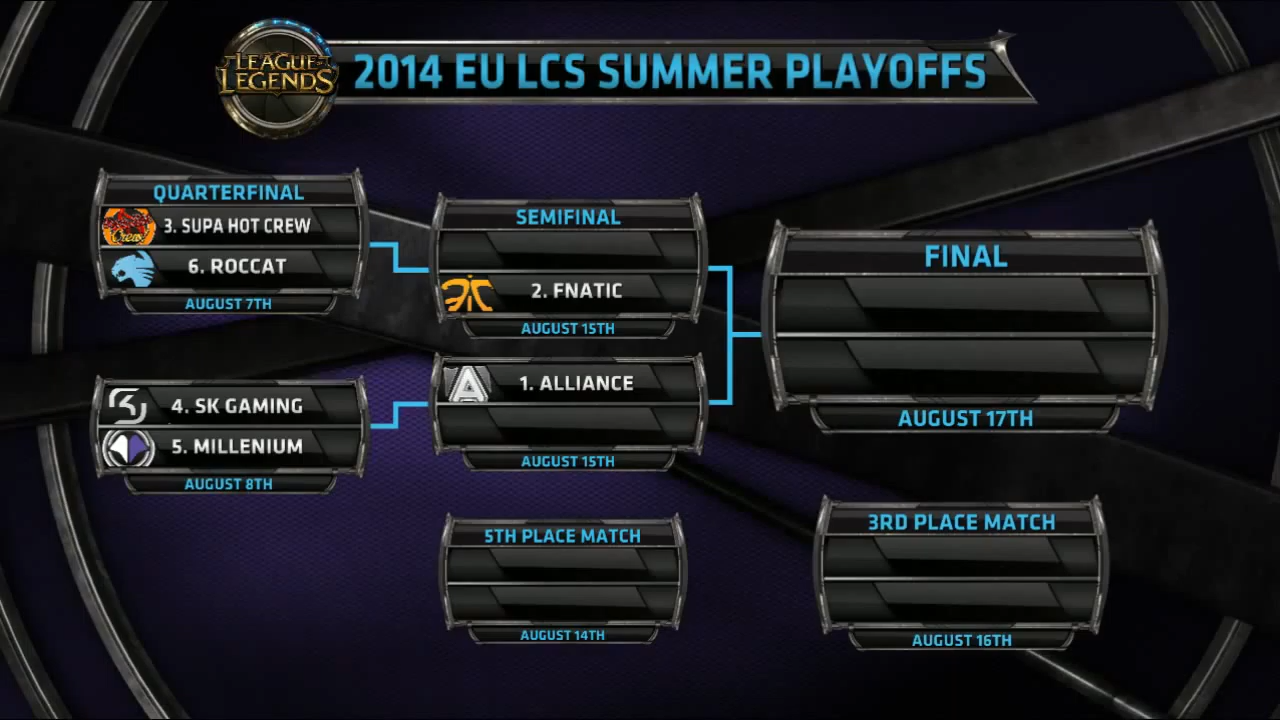 LEAGUE OF LEGENDS
2014 EU LCS SUMMER PLAYOFFS
QUARTERFINAL
3. SUPA HOT CREW
6. ROCCAT
AUGUST 7TH
4. SK GAMING
5. MILLENIUM
AUGUST 8TH
SEMIFINAL
2. FNATIC
AUGUST 15TH
1. ALLIANCE
AUGUST 15TH
FINAL
AUGUST 17TH
5TH PLACE MATCH
AUGUST 14TH
3RD PLACE MATCH
AUGUST 16TH